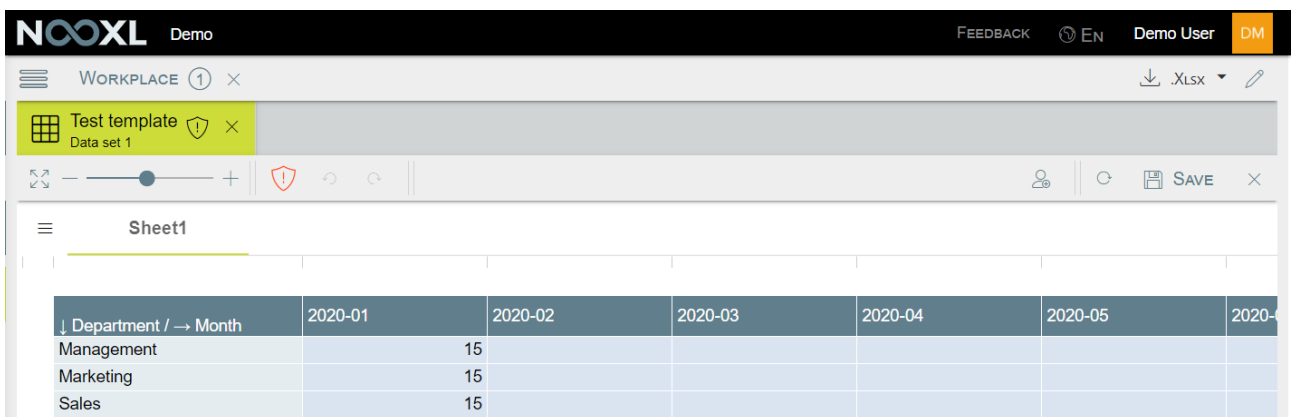 NOOXL Demo FEEDBACK EN Demo User DM
WORKPLACE 1 .XLSX
Test template
Data set 1
SAVE
Sheet1
↓ Department / → Month 2020-01 2020-02 2020-03 2020-04 2020-05
Management 15
Marketing 15
Sales 15